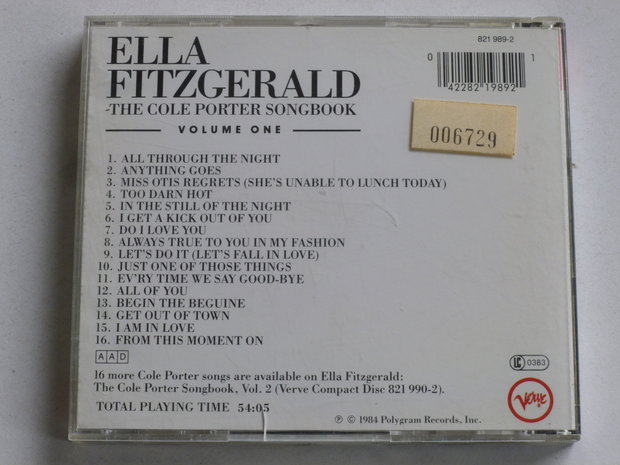 ELLA
FITZGERALD
-THE COLE PORTER SONGBOOK
VOLUME ONE
821 989-2
0 42282"19892 1
006729
1. ALL THROUGH THE NIGHT
2. ANYTHING GOES
3. MISS OTIS REGRETS (SHE'S UNABLE TO LUNCH TODAY)
4. TOO DARN HOT
5. IN THE STILL OF THE NIGHT
6. I GET A KICK OUT OF YOU
7. DO I LOVE YOU
8. ALWAYS TRUE TO YOU IN MY FASHION
9. LET'S DO IT (LET'S FALL IN LOVE)
10. JUST ONE OF THOSE THINGS
11. EV'RY TIME WE SAY GOOD-BYE
12. ALL OF YOU
13. BEGIN THE BEGUINE
14. GET OUT OF TOWN
15. I AM IN LOVE
16. FROM THIS MOMENT ON
AAD
LC 0383
16 more Cole Porter songs are available on Ella Fitzgerald:
The Cole Porter Songbook, Vol. 2 (Verve Compact Disc 821 990-2).
TOTAL PLAYING TIME 54:05
℗ © 1984 Polygram Records, Inc.
Verve